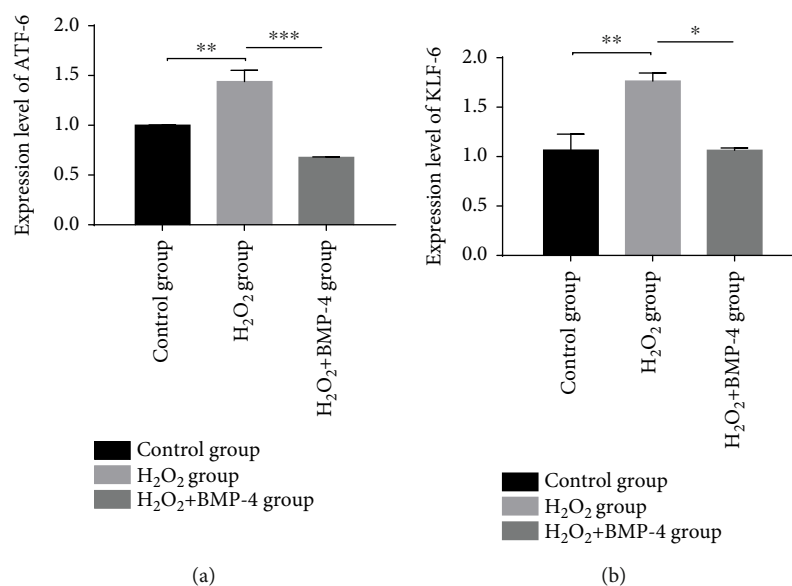 Expression level of ATF-6
2.0
1.5
1.0
0.5
0.0
**
***
Control group
H₂O₂ group
H₂O₂+BMP-4 group
Control group
H₂O₂ group
H₂O₂+BMP-4 group
(a)
Expression level of KLF-6
2.0
1.5
1.0
0.5
0.0
**
*
Control group
H₂O₂ group
H₂O₂+BMP-4 group
Control group
H₂O₂ group
H₂O₂+BMP-4 group
(b)